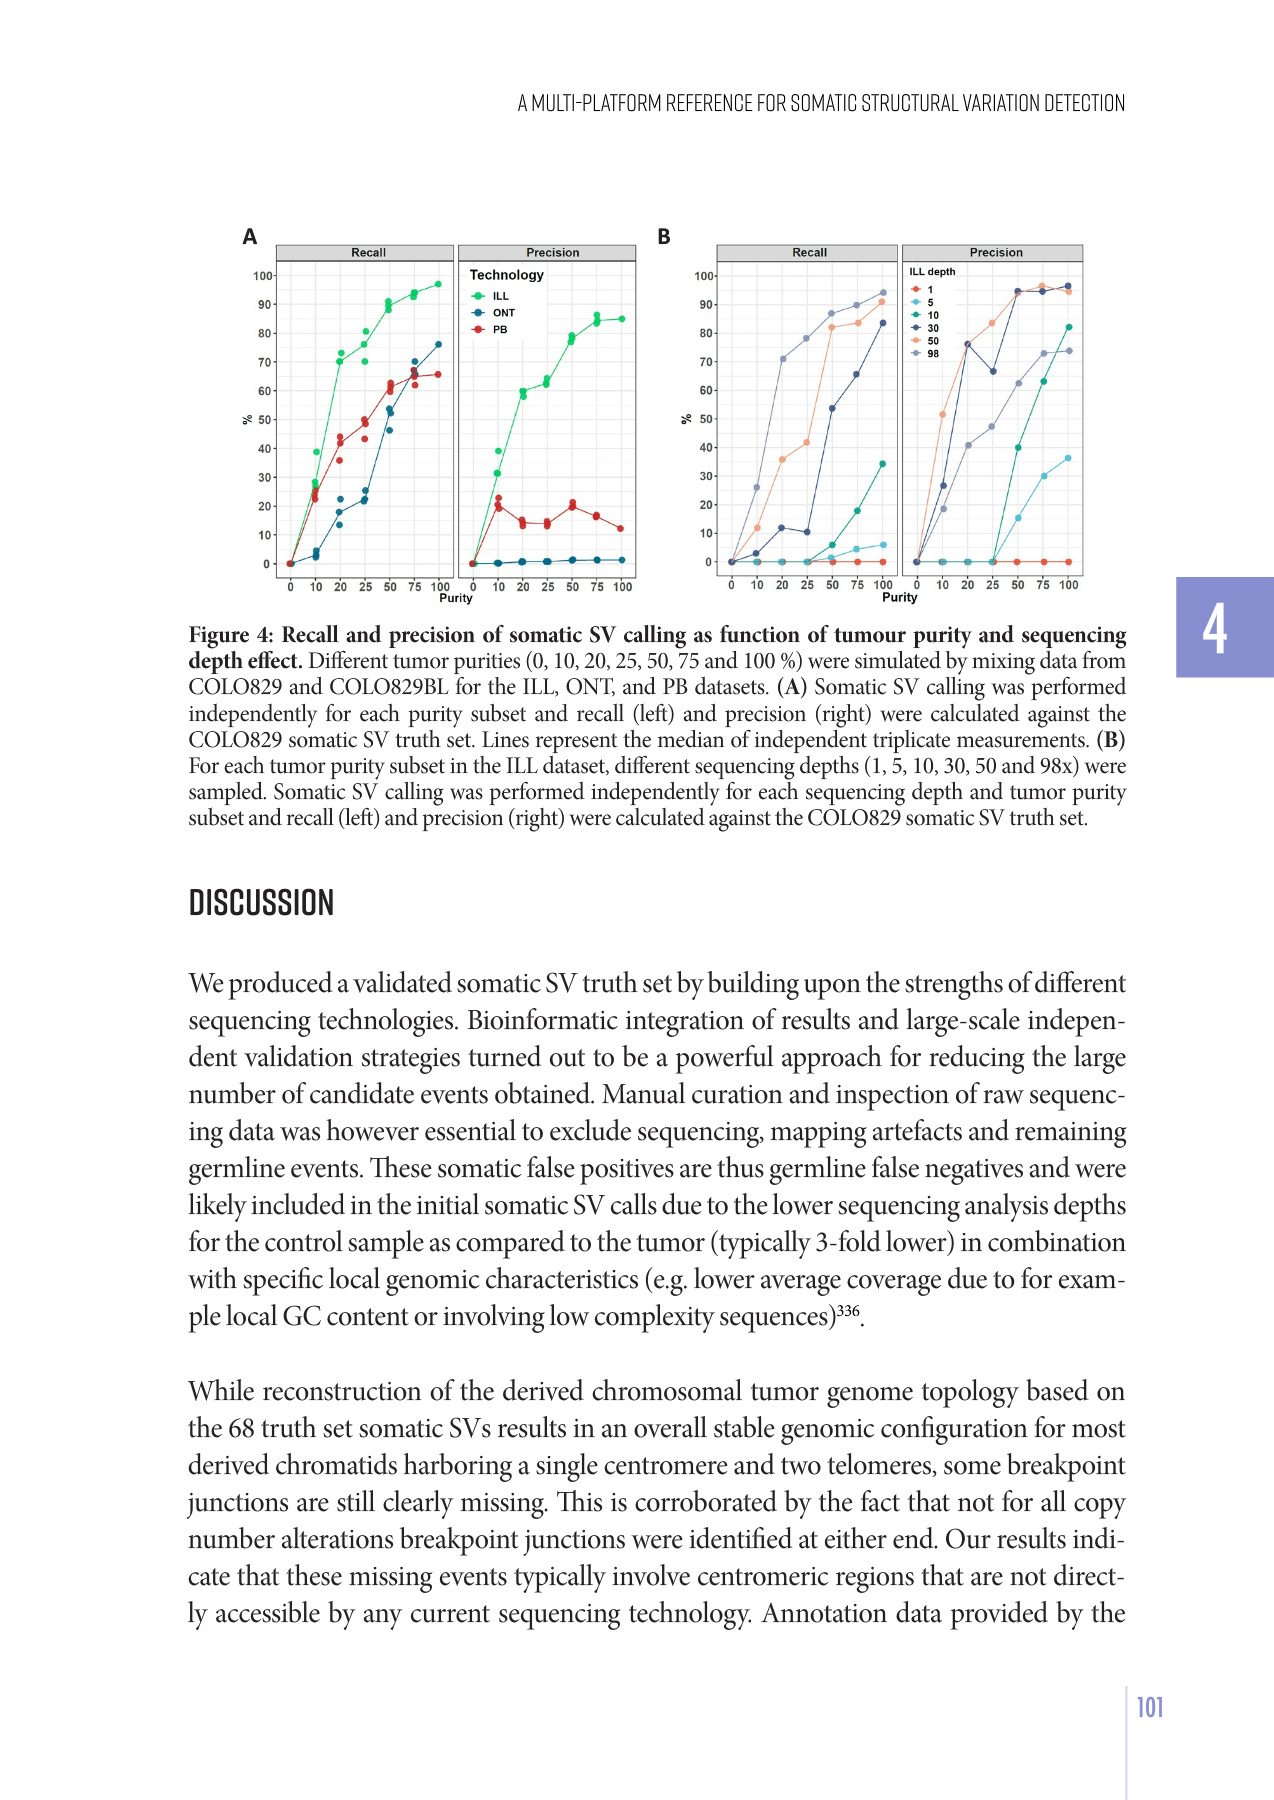 A MULTI-PLATFORM REFERENCE FOR SOMATIC STRUCTURAL VARIATION DETECTION
A
Recall
Precision
Technology
ILL
ONT
PB
100
90
80
70
60
50
40
30
20
10
0
%
0 10 20 25 50 75 100
0 10 20 25 50 75 100
Purity
B
Recall
Precision
ILL depth
1
5
10
30
50
98
100
90
80
70
60
50
40
30
20
10
0
%
0 10 20 25 50 75 100
0 10 20 25 50 75 100
Purity
Figure 4: Recall and precision of somatic SV calling as function of tumour purity and sequencing
depth effect. Different tumor purities (0, 10, 20, 25, 50, 75 and 100 %) were simulated by mixing data from
COLO829 and COLO829BL for the ILL, ONT, and PB datasets. (A) Somatic SV calling was performed
independently for each purity subset and recall (left) and precision (right) were calculated against the
COLO829 somatic SV truth set. Lines represent the median of independent triplicate measurements. (B)
For each tumor purity subset in the ILL dataset, different sequencing depths (1, 5, 10, 30, 50 and 98x) were
sampled. Somatic SV calling was performed independently for each sequencing depth and tumor purity
subset and recall (left) and precision (right) were calculated against the COLO829 somatic SV truth set.
4
DISCUSSION
We produced a validated somatic SV truth set by building upon the strengths of different
sequencing technologies. Bioinformatic integration of results and large-scale indepen-
dent validation strategies turned out to be a powerful approach for reducing the large
number of candidate events obtained. Manual curation and inspection of raw sequenc-
ing data was however essential to exclude sequencing, mapping artefacts and remaining
germline events. These somatic false positives are thus germline false negatives and were
likely included in the initial somatic SV calls due to the lower sequencing analysis depths
for the control sample as compared to the tumor (typically 3-fold lower) in combination
with specific local genomic characteristics (e.g. lower average coverage due to for exam-
ple local GC content or involving low complexity sequences)336.
While reconstruction of the derived chromosomal tumor genome topology based on
the 68 truth set somatic SVs results in an overall stable genomic configuration for most
derived chromatids harboring a single centromere and two telomeres, some breakpoint
junctions are still clearly missing. This is corroborated by the fact that not for all copy
number alterations breakpoint junctions were identified at either end. Our results indi-
cate that these missing events typically involve centromeric regions that are not direct-
ly accessible by any current sequencing technology. Annotation data provided by the
101